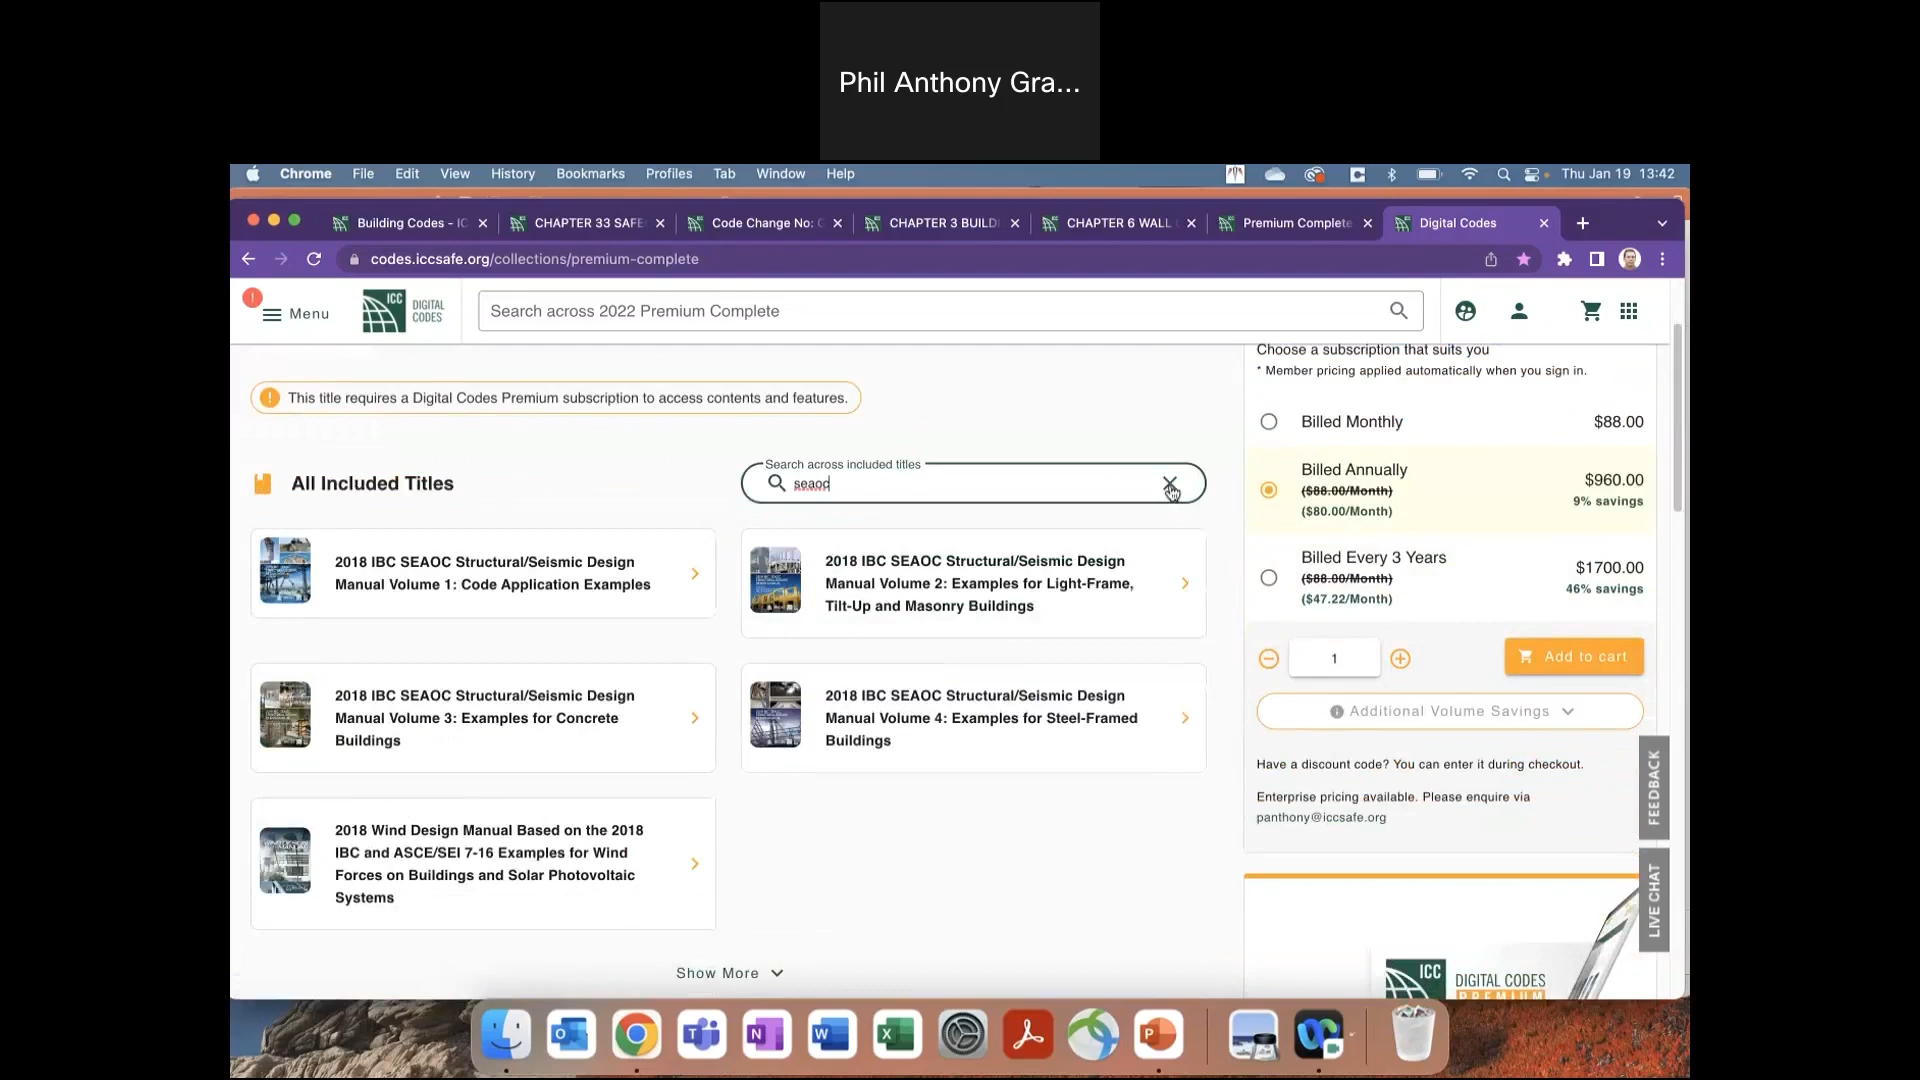 Phil Anthony Gra...
Chrome File Edit View History Bookmarks Profiles Tab Window Help Thu Jan 19 13:42
Building Codes - IC CHAPTER 33 SAFE CHAPTER Code Change No: G CHAPTER 3 BUILD CHAPTER 6 WALL Premium Complete Digital Codes
codes.iccsafe.org/collections/premium-complete
Menu
ICC DIGITAL CODES
Search across 2022 Premium Complete
Choose a subscription that suits you
* Member pricing applied automatically when you sign in.
This title requires a Digital Codes Premium subscription to access contents and features.
Billed Monthly $88.00
All Included Titles
Search across included titles
seaoc
Billed Annually $960.00
($88.00/Month) 9% savings
($80.00/Month)
2018 IBC SEAOC Structural/Seismic Design
Manual Volume 1: Code Application Examples
2018 IBC SEAOC Structural/Seismic Design
Manual Volume 2: Examples for Light-Frame,
Tilt-Up and Masonry Buildings
Billed Every 3 Years $1700.00
($88.00/Month) 46% savings
($47.22/Month)
1
Add to cart
2018 IBC SEAOC Structural/Seismic Design
Manual Volume 3: Examples for Concrete
Buildings
2018 IBC SEAOC Structural/Seismic Design
Manual Volume 4: Examples for Steel-Framed
Buildings
Additional Volume Savings
Have a discount code? You can enter it during checkout.
Enterprise pricing available. Please enquire via
panthony@iccsafe.org
FEEDBACK
2018 Wind Design Manual Based on the 2018
IBC and ASCE/SEI 7-16 Examples for Wind
Forces on Buildings and Solar Photovoltaic
Systems
LIVE CHAT
Show More
ICC DIGITAL CODES
PREMIUM